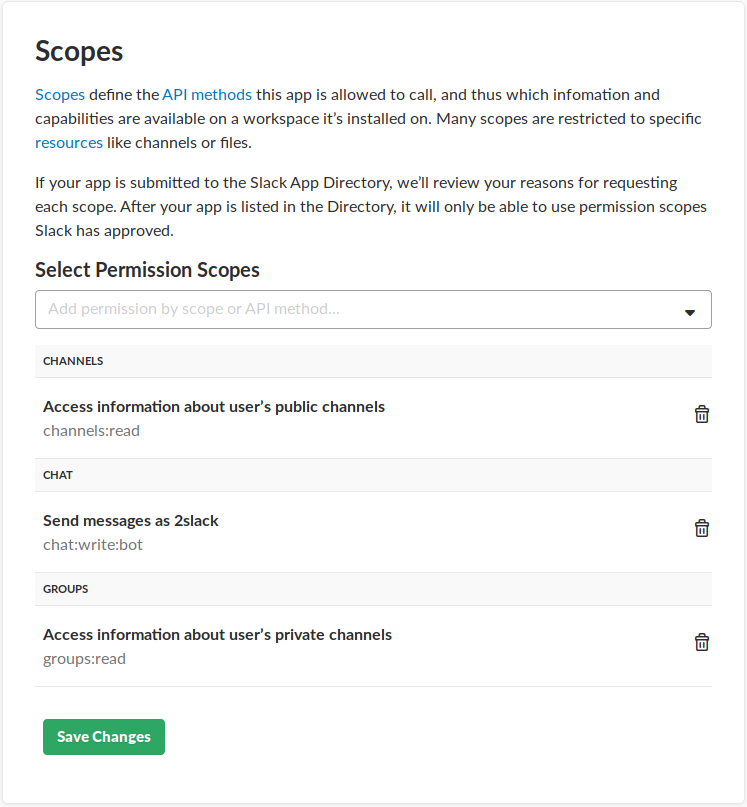 Scopes
Scopes define the API methods this app is allowed to call, and thus which infomation and
capabilities are available on a workspace it’s installed on. Many scopes are restricted to specific
resources like channels or files.
If your app is submitted to the Slack App Directory, we’ll review your reasons for requesting
each scope. After your app is listed in the Directory, it will only be able to use permission scopes
Slack has approved.
Select Permission Scopes
Add permission by scope or API method...
CHANNELS
Access information about user’s public channels
channels:read
CHAT
Send messages as 2slack
chat:write:bot
GROUPS
Access information about user’s private channels
groups:read
Save Changes